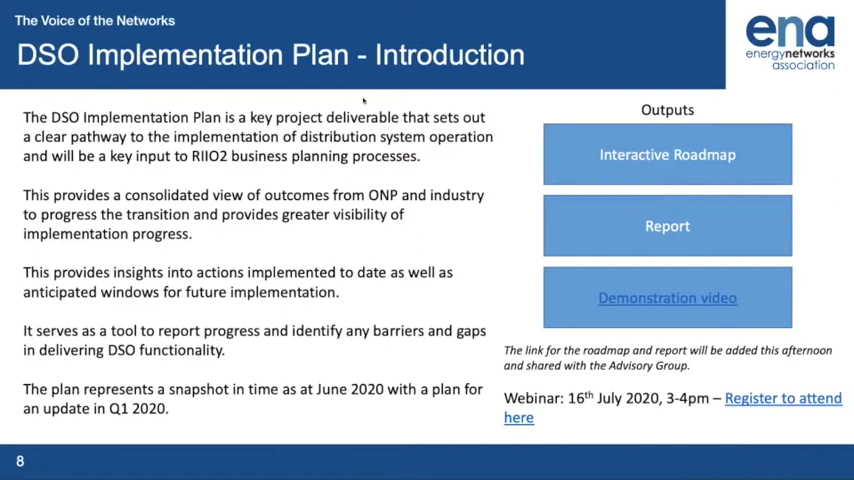 The Voice of the Networks
DSO Implementation Plan - Introduction
ena
energynetworks
association
The DSO Implementation Plan is a key project deliverable that sets out
a clear pathway to the implementation of distribution system operation
and will be a key input to RIIO2 business planning processes.
This provides a consolidated view of outcomes from ONP and industry
to progress the transition and provides greater visibility of
implementation progress.
This provides insights into actions implemented to date as well as
anticipated windows for future implementation.
It serves as a tool to report progress and identify any barriers and gaps
in delivering DSO functionality.
The plan represents a snapshot in time as at June 2020 with a plan for
an update in Q1 2020.
Outputs
Interactive Roadmap
Report
Demonstration video
The link for the roadmap and report will be added this afternoon
and shared with the Advisory Group.
Webinar: 16th July 2020, 3-4pm – Register to attend
here
8